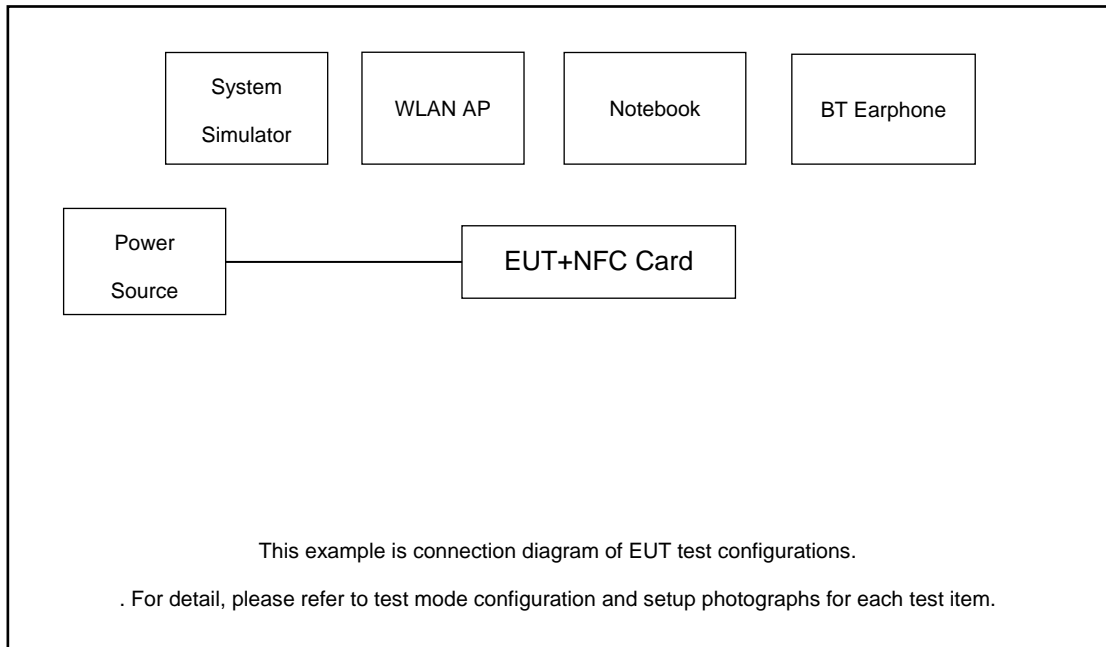 System
Simulator
WLAN AP
Notebook
BT Earphone
Power
Source
EUT+NFC Card
This example is connection diagram of EUT test configurations.
. For detail, please refer to test mode configuration and setup photographs for each test item.